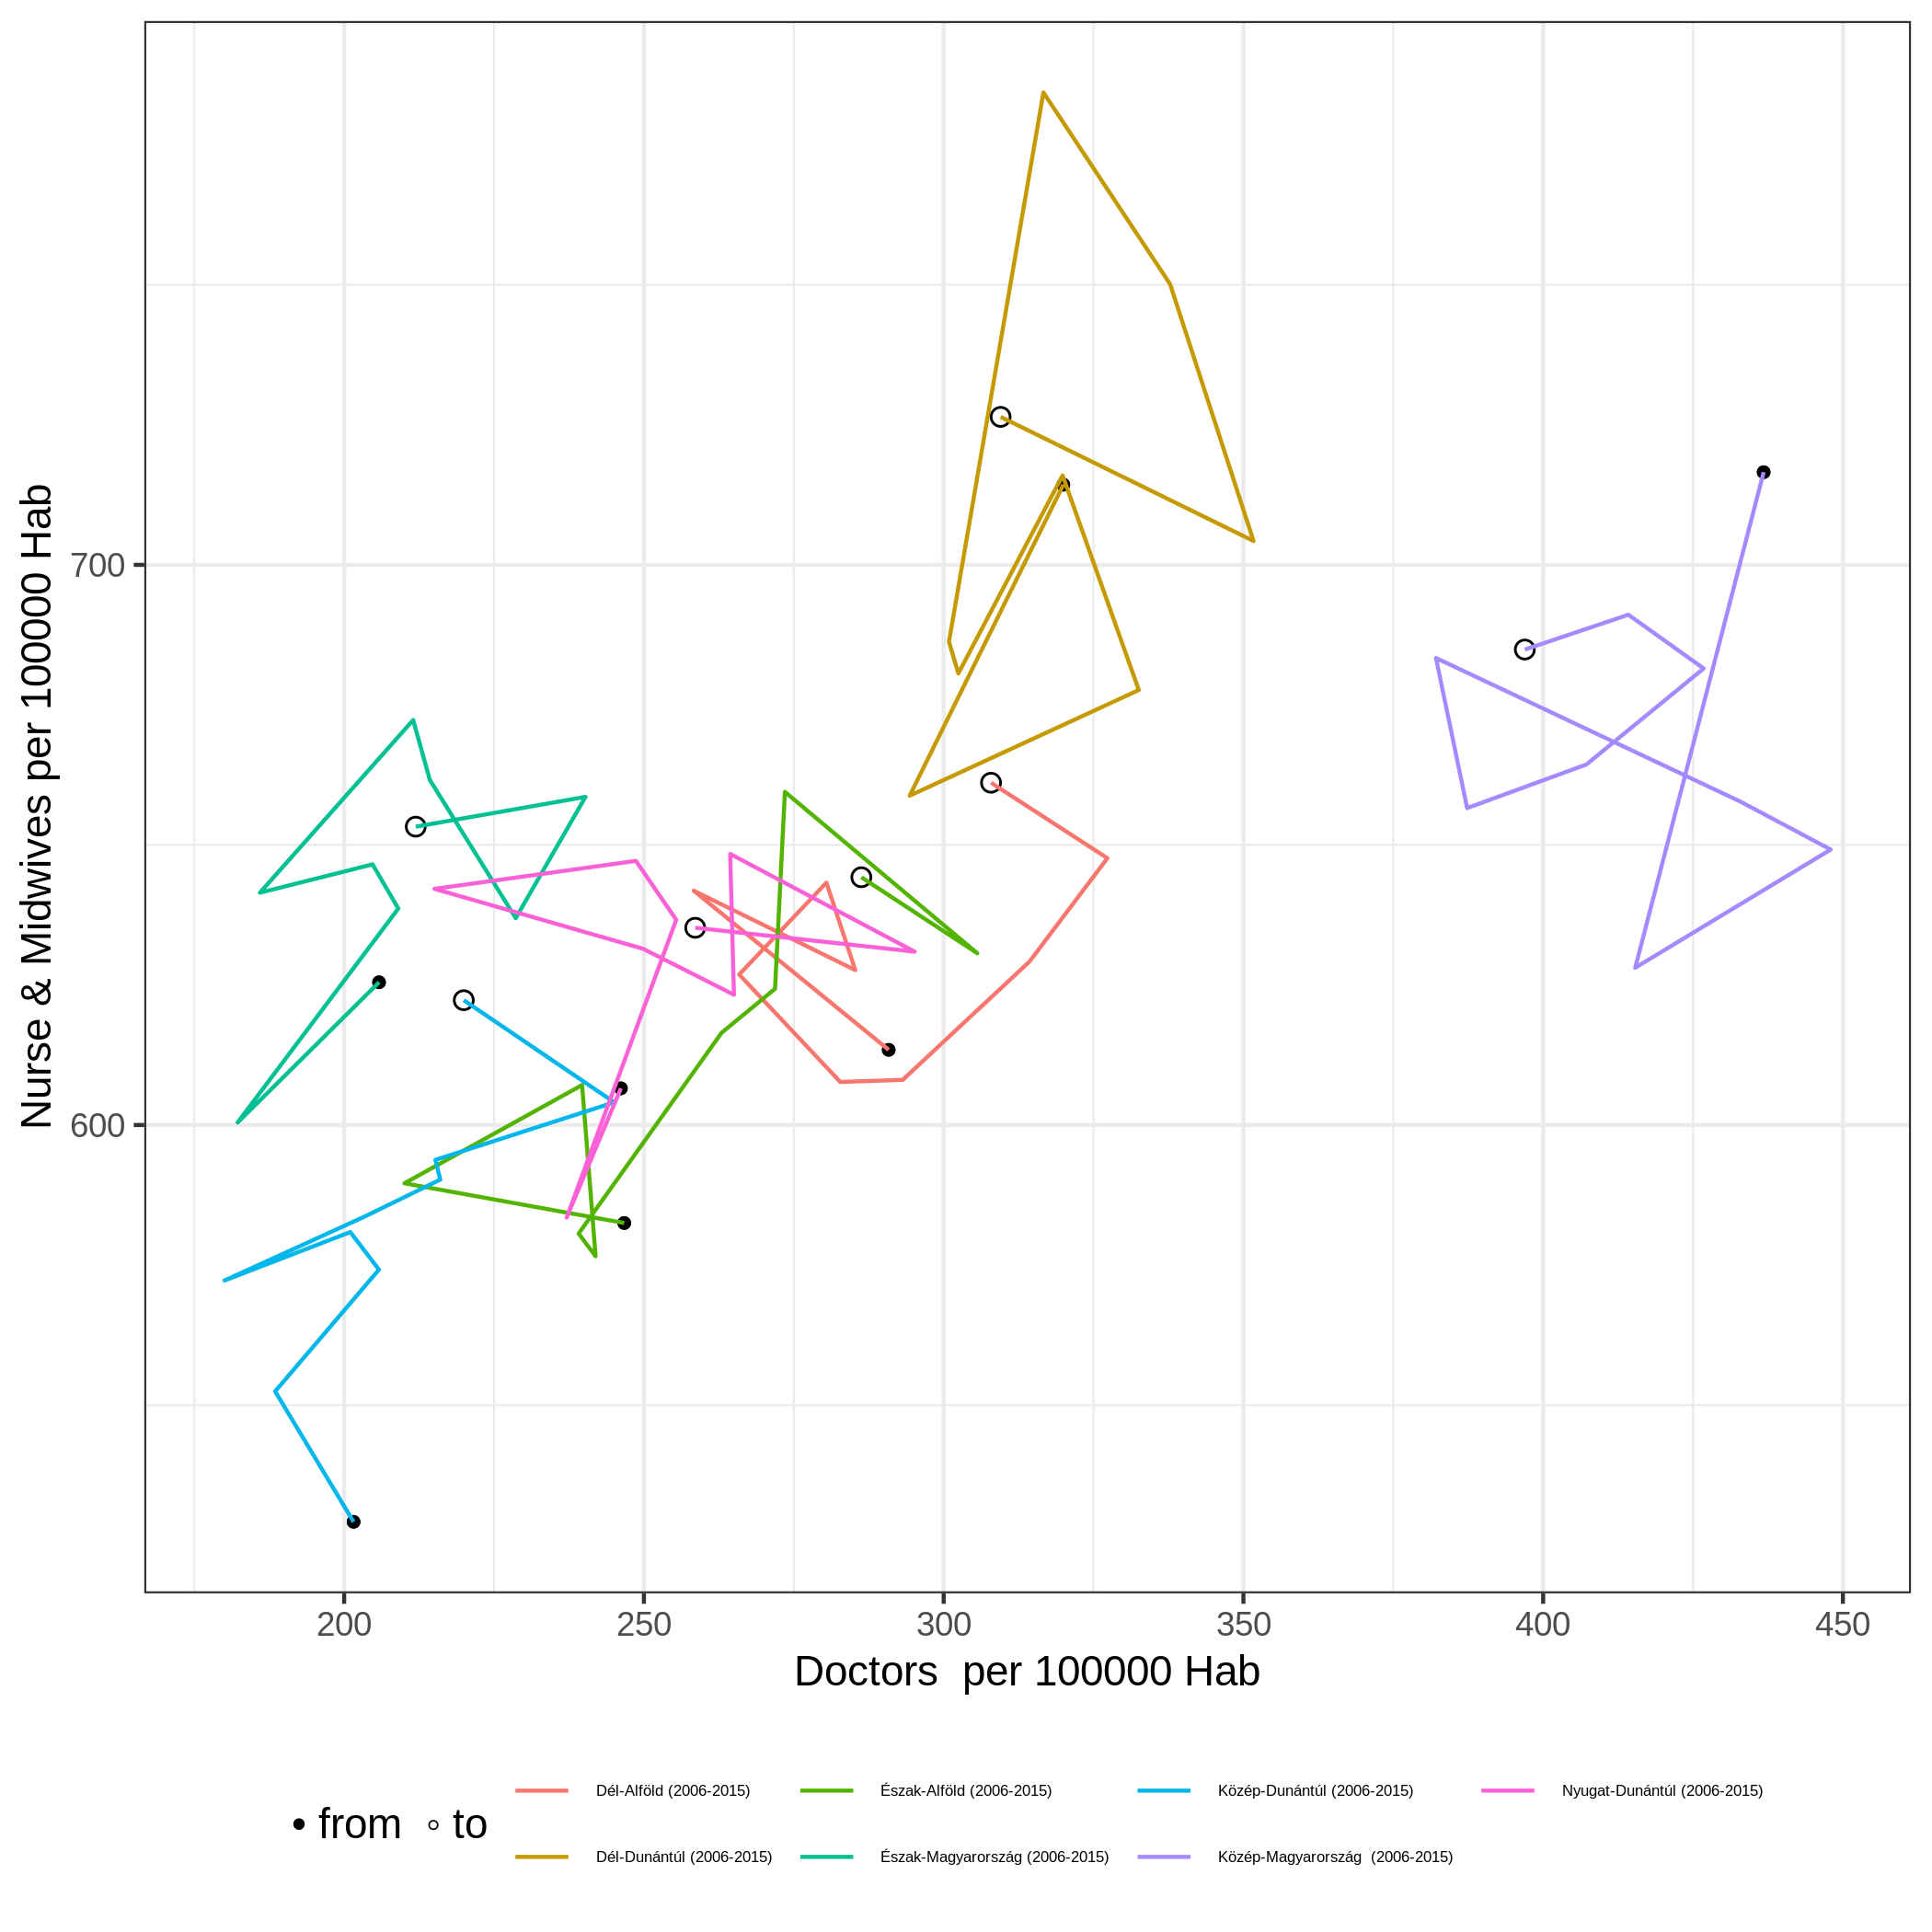 Nurse & Midwives per 100000 Hab
700
600
200 250 300 350 400 450
Doctors  per 100000 Hab
from to
Dél-Alföld (2006-2015) Észak-Alföld (2006-2015) Közép-Dunántúl (2006-2015) Nyugat-Dunántúl (2006-2015)
Dél-Dunántúl (2006-2015) Észak-Magyarország (2006-2015) Közép-Magyarország  (2006-2015)